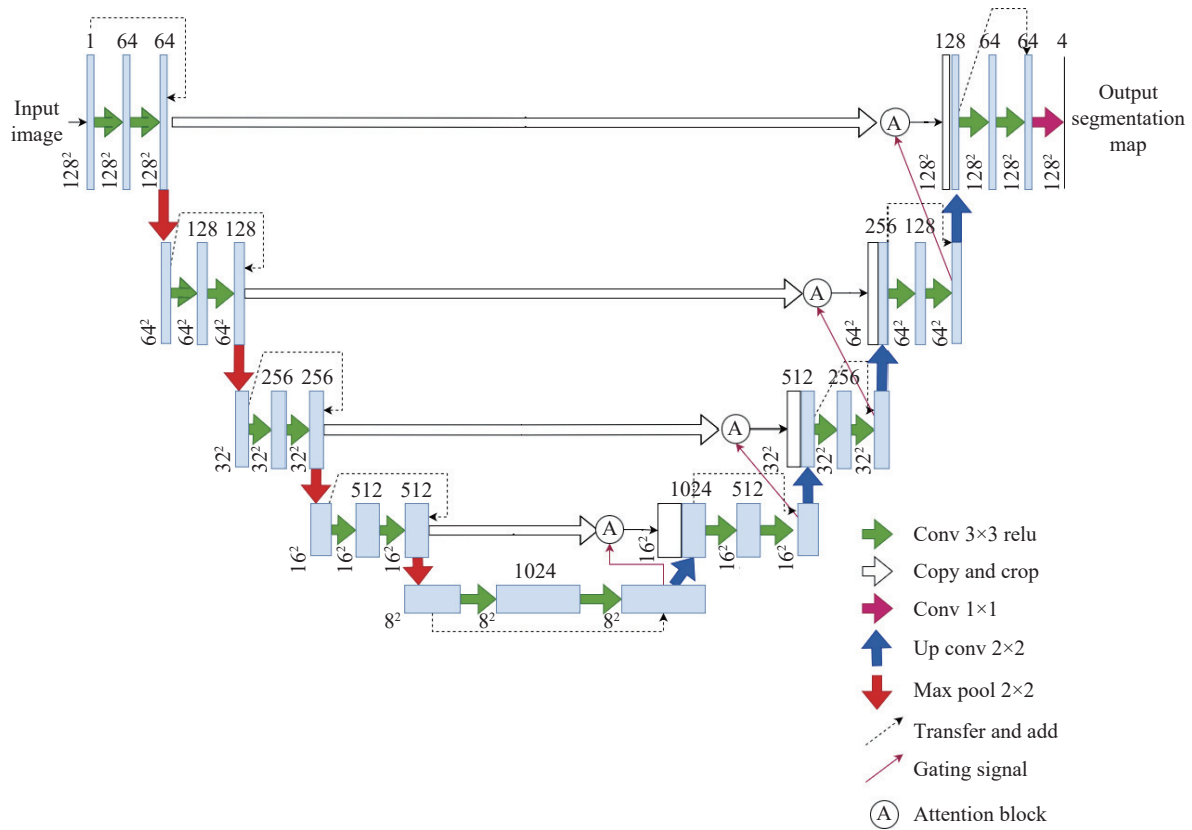 1 64 64
128 64 64 4
Input
image
A
Output
segmentation
map
128² 128² 128²
128² 128² 128² 128²
128 128
256 128
A
64² 64² 64²
64² 64² 64²
256 256
512 256
A
32² 32² 32²
32² 32² 32²
512 512
1024 512
A
16² 16² 16²
16² 16² 16²
1024
8² 8² 8²
Conv 3×3 relu
Copy and crop
Conv 1×1
Up conv 2×2
Max pool 2×2
Transfer and add
Gating signal
A Attention block